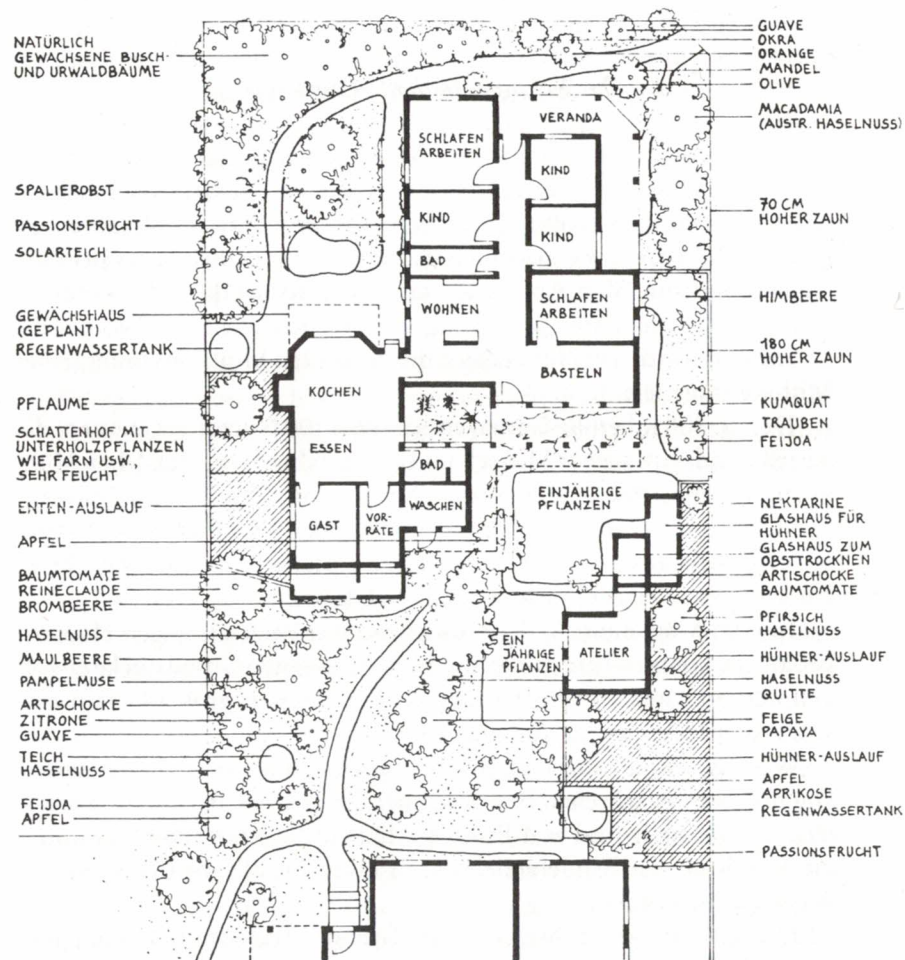 NATÜRLICH
GEWACHSENE BUSCH-
UND URWALDBÄUME
SPALIEROBST
PASSIONSFRUCHT
SOLARTEICH
GEWÄCHSHAUS
(GEPLANT)
REGENWASSERTANK
PFLAUME
SCHATTENHOF MIT
UNTERHOLZPFLANZEN
WIE FARN USW.,
SEHR FEUCHT
ENTEN-AUSLAUF
APFEL
BAUMTOMATE
REINECLAUDE
BROMBEERE
HASELNUSS
MAULBEERE
PAMPELMUSE
ARTISCHOCKE
ZITRONE
GUAVE
TEICH
HASELNUSS
FEIJOA
APFEL
VERANDA
SCHLAFEN
ARBEITEN
KIND
KIND
KIND
BAD
WOHNEN
SCHLAFEN
ARBEITEN
KOCHEN
BASTELN
ESSEN
BAD
GAST
VOR-
RÄTE
WASCHEN
EINJÄHRIGE
PFLANZEN
EIN
JÄHRIGE
PFLANZEN
ATELIER
GUAVE
OKRA
ORANGE
MANDEL
OLIVE
MACADAMIA
(AUSTR. HASELNUSS)
70 CM
HOHER ZAUN
HIMBEERE
180 CM
HOHER ZAUN
KUMQUAT
TRAUBEN
FEIJOA
NEKTARINE
GLASHAUS FÜR
HÜHNER
GLASHAUS ZUM
OBSTTROCKNEN
ARTISCHOCKE
BAUMTOMATE
PFIRSICH
HASELNUSS
HÜHNER-AUSLAUF
HASELNUSS
QUITTE
FEIGE
PAPAYA
HÜHNER-AUSLAUF
APFEL
APRIKOSE
REGENWASSERTANK
PASSIONSFRUCHT